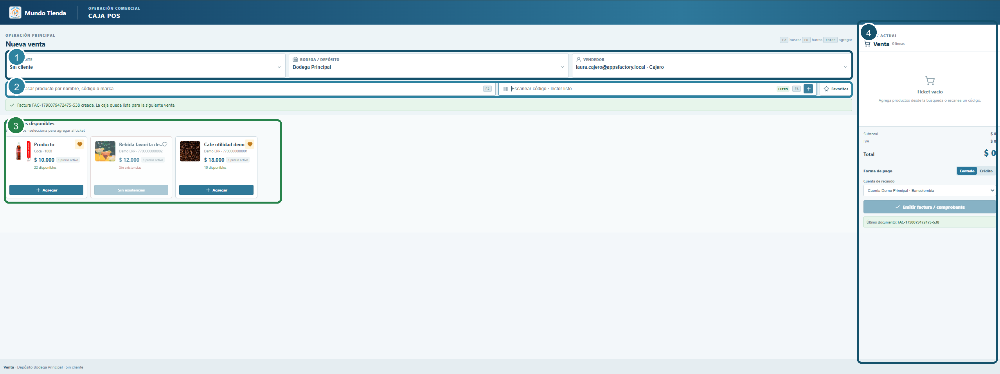 Mundo Tienda
OPERACIÓN COMERCIAL
CAJA POS
OPERACIÓN PRINCIPAL
Nueva venta
F2 buscar F6 barras Enter agregar
1
NTE
Sin cliente
BODEGA / DEPÓSITO
Bodega Principal
VENDEDOR
laura.cajero@appsfactory.local · Cajero
2
scar producto por nombre, código o marca...
F2
Escanear código · lector listo
LISTO
F6
Favoritos
Factura FAC-1790079472475-538 creada. La caja queda lista para la siguiente venta.
3
s disponibles
os · selecciona para agregar al ticket
Producto
Coca · 1000
$ 10.000 1 precio activo
22 disponibles
+ Agregar
Bebida favorita de...
Demo ERP · 7700000000002
$ 12.000 1 precio activo
Sin existencias
Sin existencias
Cafe utilidad demo
Demo ERP · 7700000000001
$ 18.000 1 precio activo
10 disponibles
+ Agregar
4
ACTUAL
Venta 0 líneas
Ticket vacío
Agrega productos desde la búsqueda o escanea un código.
Subtotal $ 0
IVA $ 0
Total $ 0
Forma de pago Contado Crédito
Cuenta de recaudo
Cuenta Demo Principal · Bancolombia
Emitir factura / comprobante
Último documento: FAC-1790079472475-538
Venta · Depósito Bodega Principal · Sin cliente